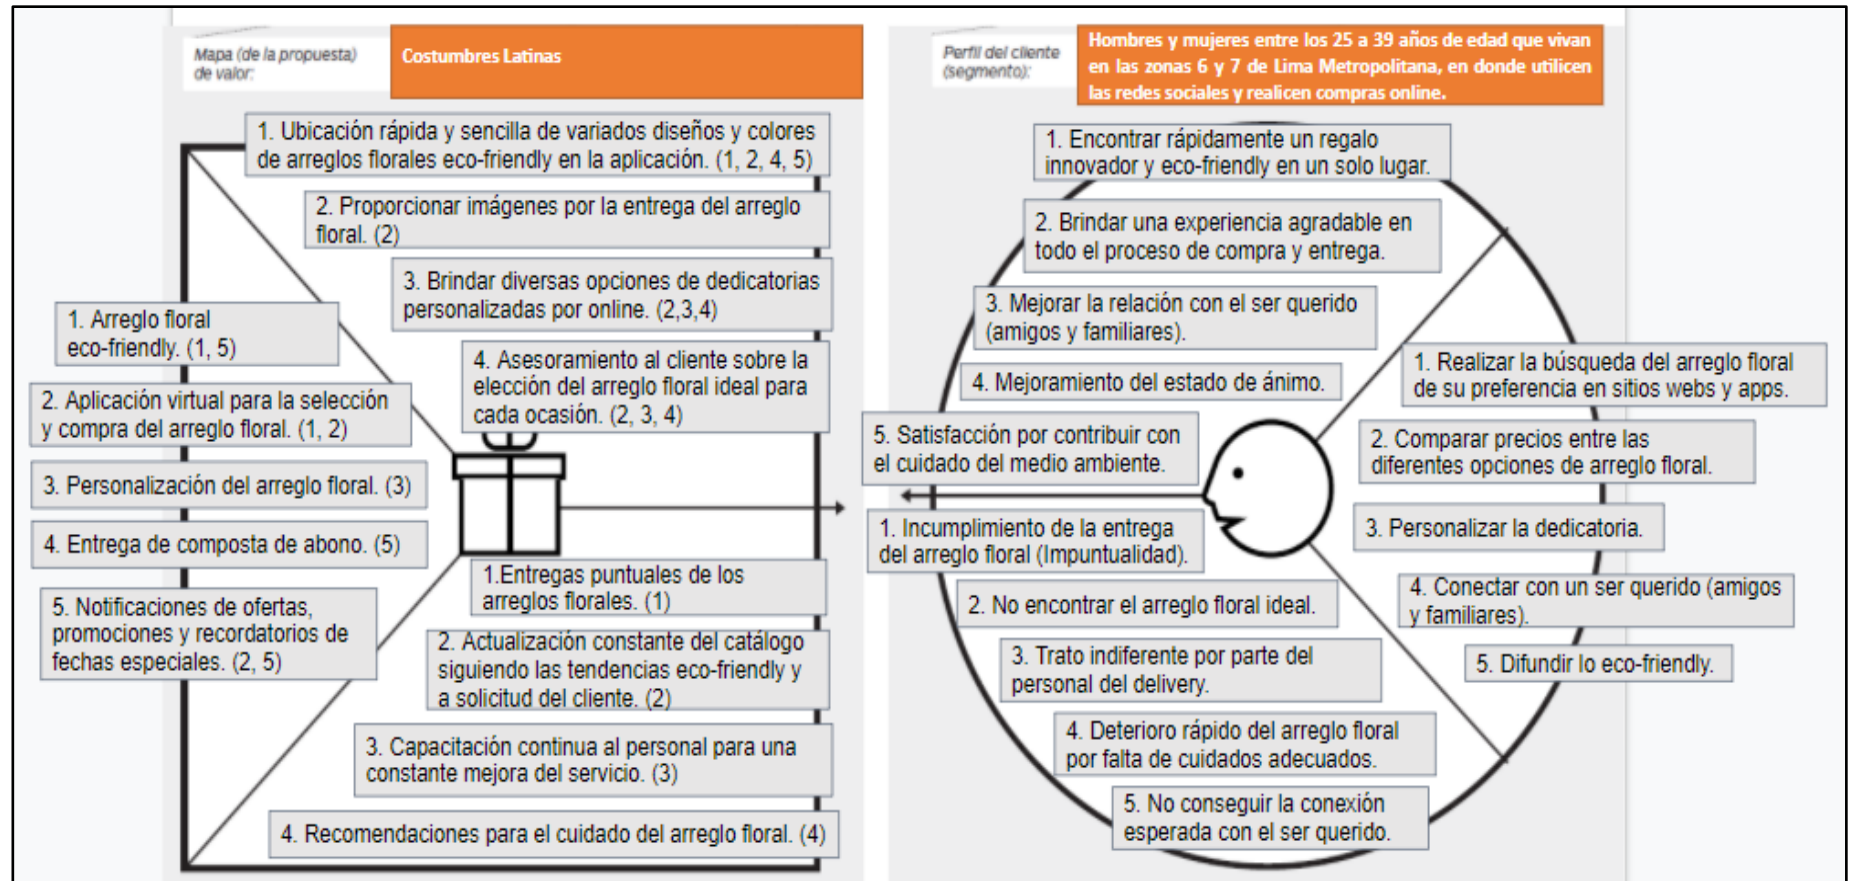 Mapa (de la propuesta)
de valor:
Costumbres Latinas
1. Ubicación rápida y sencilla de variados diseños y colores
de arreglos florales eco-friendly en la aplicación. (1, 2, 4, 5)
2. Proporcionar imágenes por la entrega del arreglo
floral. (2)
3. Brindar diversas opciones de dedicatorias
personalizadas por online. (2,3,4)
4. Asesoramiento al cliente sobre la
elección del arreglo floral ideal para
cada ocasión. (2, 3, 4)
1. Arreglo floral
eco-friendly. (1, 5)
2. Aplicación virtual para la selección
y compra del arreglo floral. (1, 2)
3. Personalización del arreglo floral. (3)
4. Entrega de composta de abono. (5)
5. Notificaciones de ofertas,
promociones y recordatorios de
fechas especiales. (2, 5)
1.Entregas puntuales de los
arreglos florales. (1)
2. Actualización constante del catálogo
siguiendo las tendencias eco-friendly y
a solicitud del cliente. (2)
3. Capacitación continua al personal para una
constante mejora del servicio. (3)
4. Recomendaciones para el cuidado del arreglo floral. (4)
Perfil del cliente
(segmento):
Hombres y mujeres entre los 25 a 39 años de edad que vivan
en las zonas 6 y 7 de Lima Metropolitana, en donde utilicen
las redes sociales y realicen compras online.
1. Encontrar rápidamente un regalo
innovador y eco-friendly en un solo lugar.
2. Brindar una experiencia agradable en
todo el proceso de compra y entrega.
3. Mejorar la relación con el ser querido
(amigos y familiares).
4. Mejoramiento del estado de ánimo.
5. Satisfacción por contribuir con
el cuidado del medio ambiente.
1. Realizar la búsqueda del arreglo floral
de su preferencia en sitios webs y apps.
2. Comparar precios entre las
diferentes opciones de arreglo floral.
3. Personalizar la dedicatoria.
4. Conectar con un ser querido (amigos
y familiares).
5. Difundir lo eco-friendly.
1. Incumplimiento de la entrega
del arreglo floral (Impuntualidad).
2. No encontrar el arreglo floral ideal.
3. Trato indiferente por parte del
personal del delivery.
4. Deterioro rápido del arreglo floral
por falta de cuidados adecuados.
5. No conseguir la conexión
esperada con el ser querido.